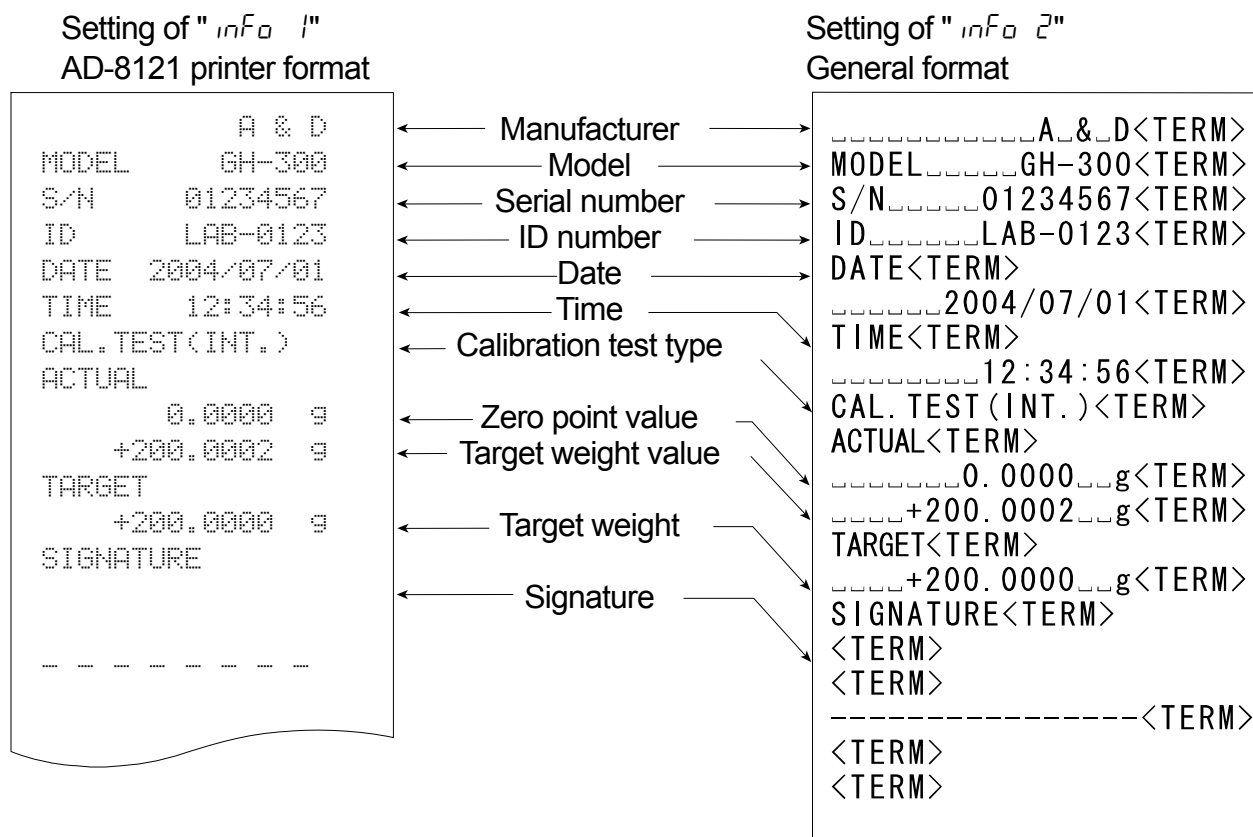 Setting of " info 1"
AD-8121 printer format
A & D
MODEL GH-300
S/N 01234567
ID LAB-0123
DATE 2004/07/01
TIME 12:34:56
CAL.TEST(INT.)
ACTUAL
0.0000 g
+200.0002 g
TARGET
+200.0000 g
SIGNATURE
_ _ _ _ _ _ _ _
Manufacturer
Model
Serial number
ID number
Date
Time
Calibration test type
Zero point value
Target weight value
Target weight
Signature
Setting of " info 2"
General format
␣␣␣␣␣␣␣␣␣␣␣A␣&␣D<TERM>
MODEL␣␣␣␣␣GH-300<TERM>
S/N␣␣␣␣␣01234567<TERM>
ID␣␣␣␣␣␣LAB-0123<TERM>
DATE<TERM>
␣␣␣␣␣␣2004/07/01<TERM>
TIME<TERM>
␣␣␣␣␣␣␣␣12:34:56<TERM>
CAL.TEST(INT.)<TERM>
ACTUAL<TERM>
␣␣␣␣␣␣␣0.0000␣␣g<TERM>
␣␣␣␣+200.0002␣␣g<TERM>
TARGET<TERM>
␣␣␣␣+200.0000␣␣g<TERM>
SIGNATURE<TERM>
<TERM>
<TERM>
----------------<TERM>
<TERM>
<TERM>